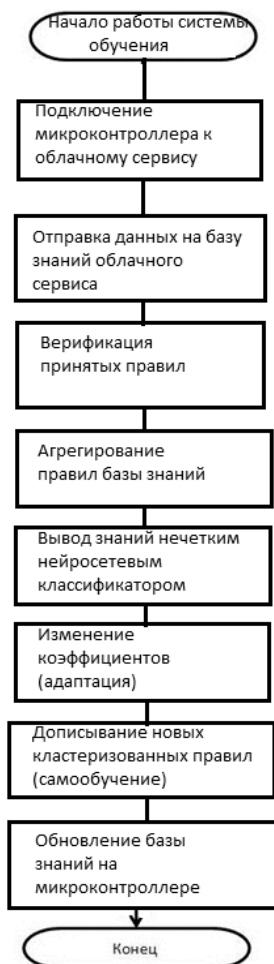 Начало работы системы
обучения
Подключение
микроконтроллера к
облачному сервису
Отправка данных на базу
знаний облачного
сервиса
Верификация
принятых правил
Агрегирование
правил базы знаний
Вывод знаний нечетким
нейросетевым
классификатором
Изменение
коэффициентов
(адаптация)
Дописывание новых
кластеризованных правил
(самообучение)
Обновление базы
знаний на
микроконтроллере
Конец